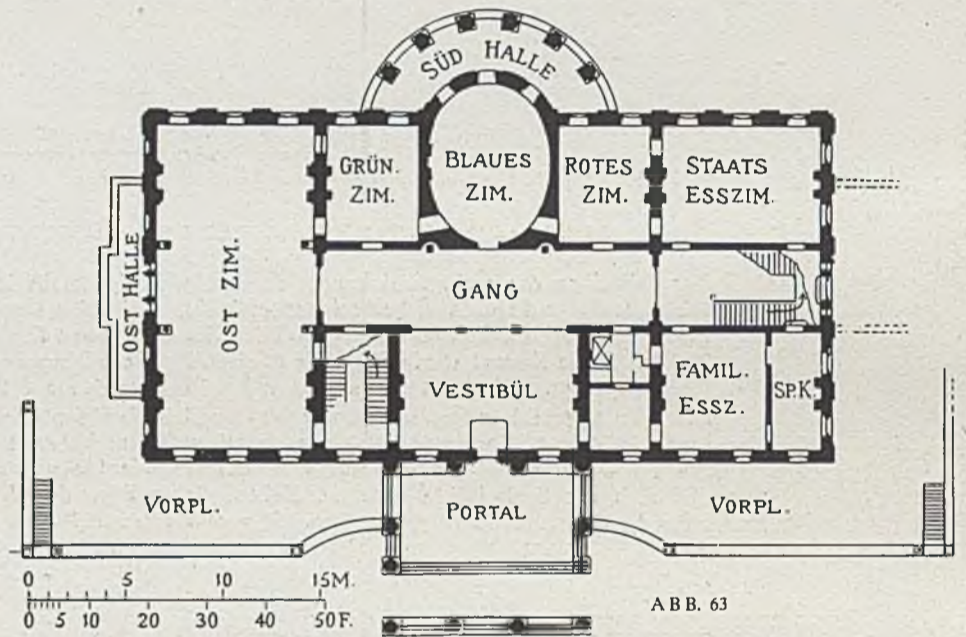 SÜD HALLE
GRÜN.
ZIM.
BLAUES
ZIM.
ROTES
ZIM.
STAATS
ESSZIM.
OST HALLE
OST ZIM.
GANG
VESTIBÜL
FAMIL.
ESSZ.
SP.K.
VORPL.
PORTAL
VORPL.
0 5 10 15M.
0 5 10 20 30 40 50F.
ABB. 63